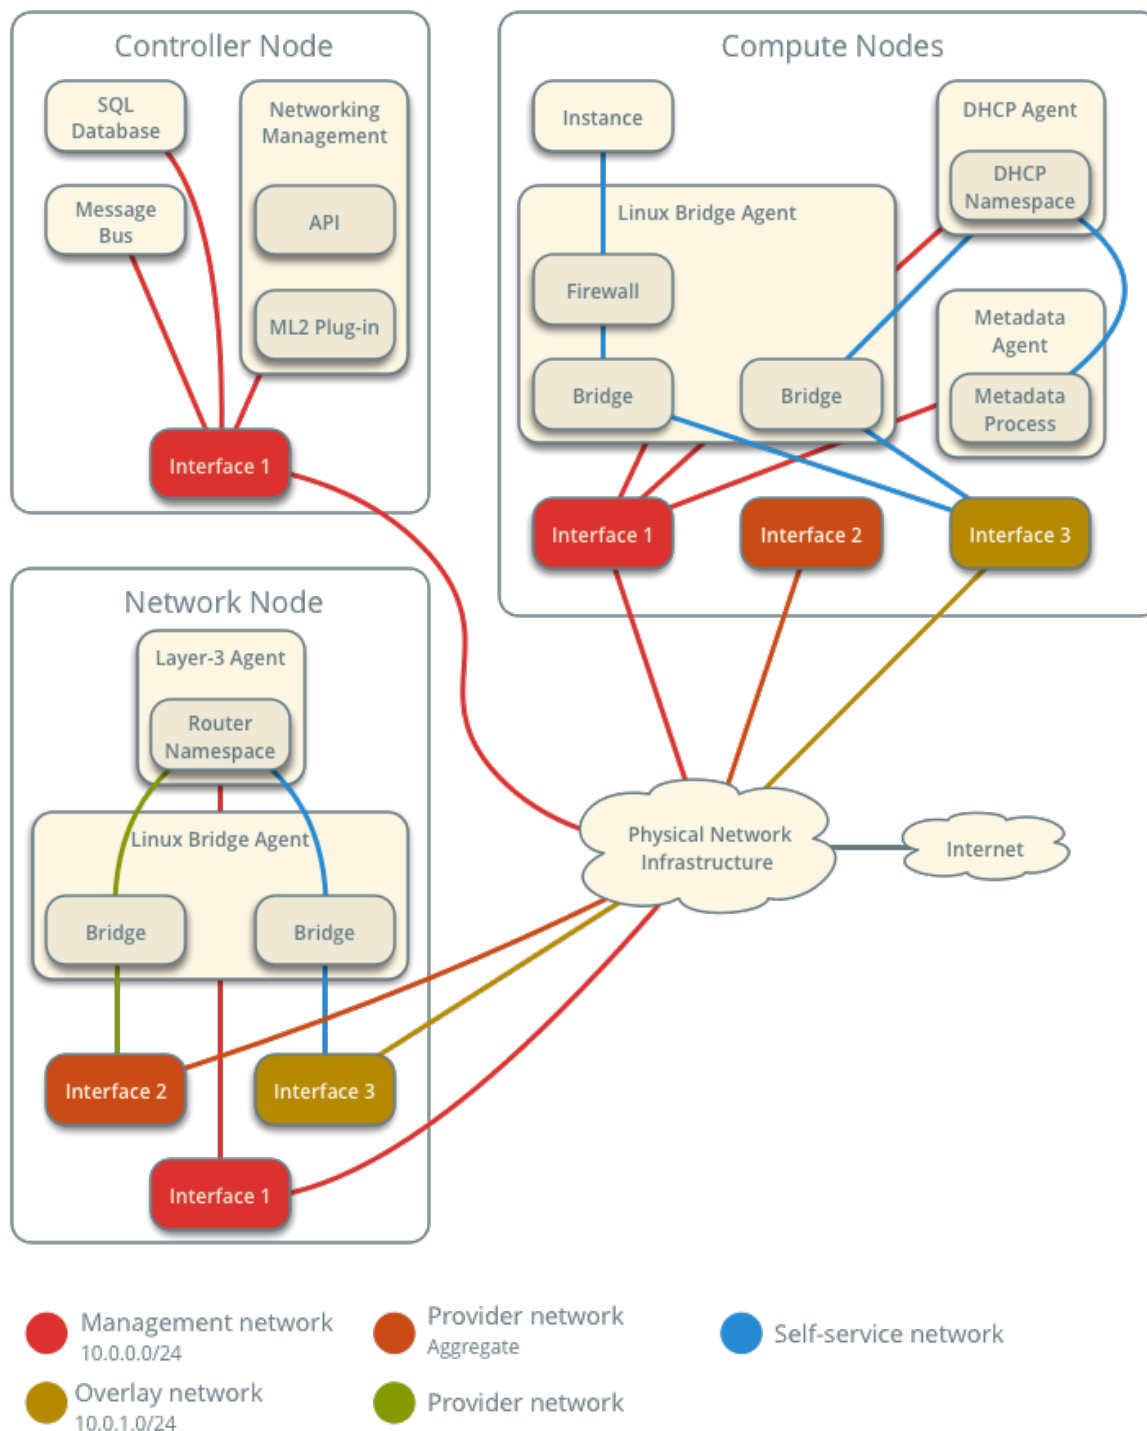 Controller Node
SQL
Database
Networking
Management
Message
Bus
API
ML2 Plug-in
Interface 1
Compute Nodes
Instance
DHCP Agent
DHCP
Namespace
Linux Bridge Agent
Firewall
Metadata
Agent
Bridge
Bridge
Metadata
Process
Interface 1
Interface 2
Interface 3
Network Node
Layer-3 Agent
Router
Namespace
Linux Bridge Agent
Bridge
Bridge
Interface 2
Interface 3
Interface 1
Physical Network
Infrastructure
Internet
Management network
10.0.0.0/24
Provider network
Aggregate
Self-service network
Overlay network
10.0.1.0/24
Provider network